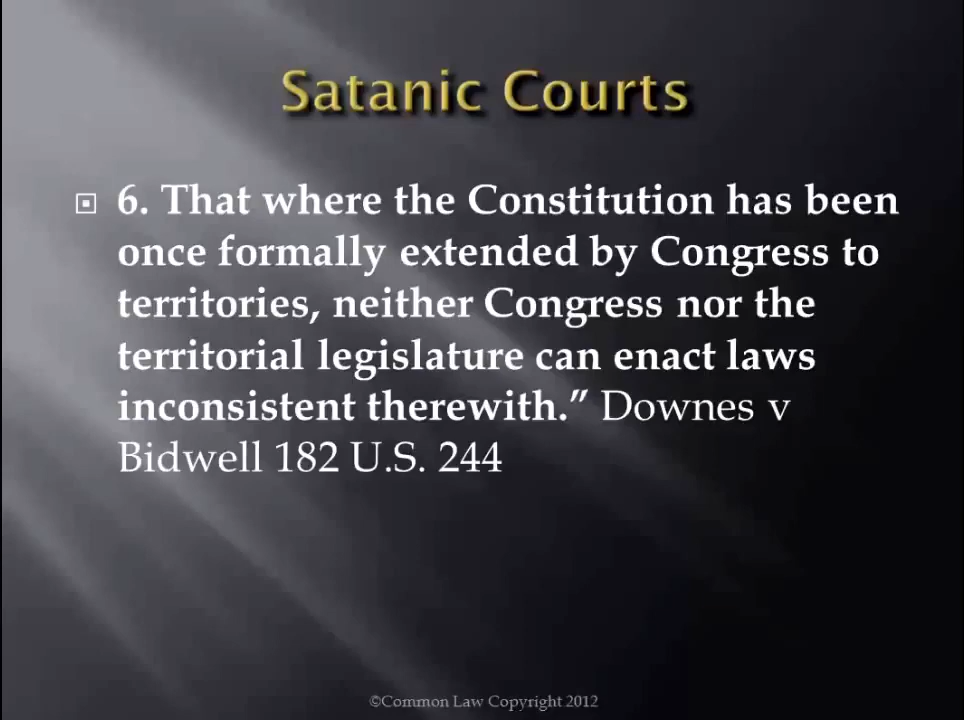 Satanic Courts
6. That where the Constitution has been
once formally extended by Congress to
territories, neither Congress nor the
territorial legislature can enact laws
inconsistent therewith.” Downes v
Bidwell 182 U.S. 244
©Common Law Copyright 2012